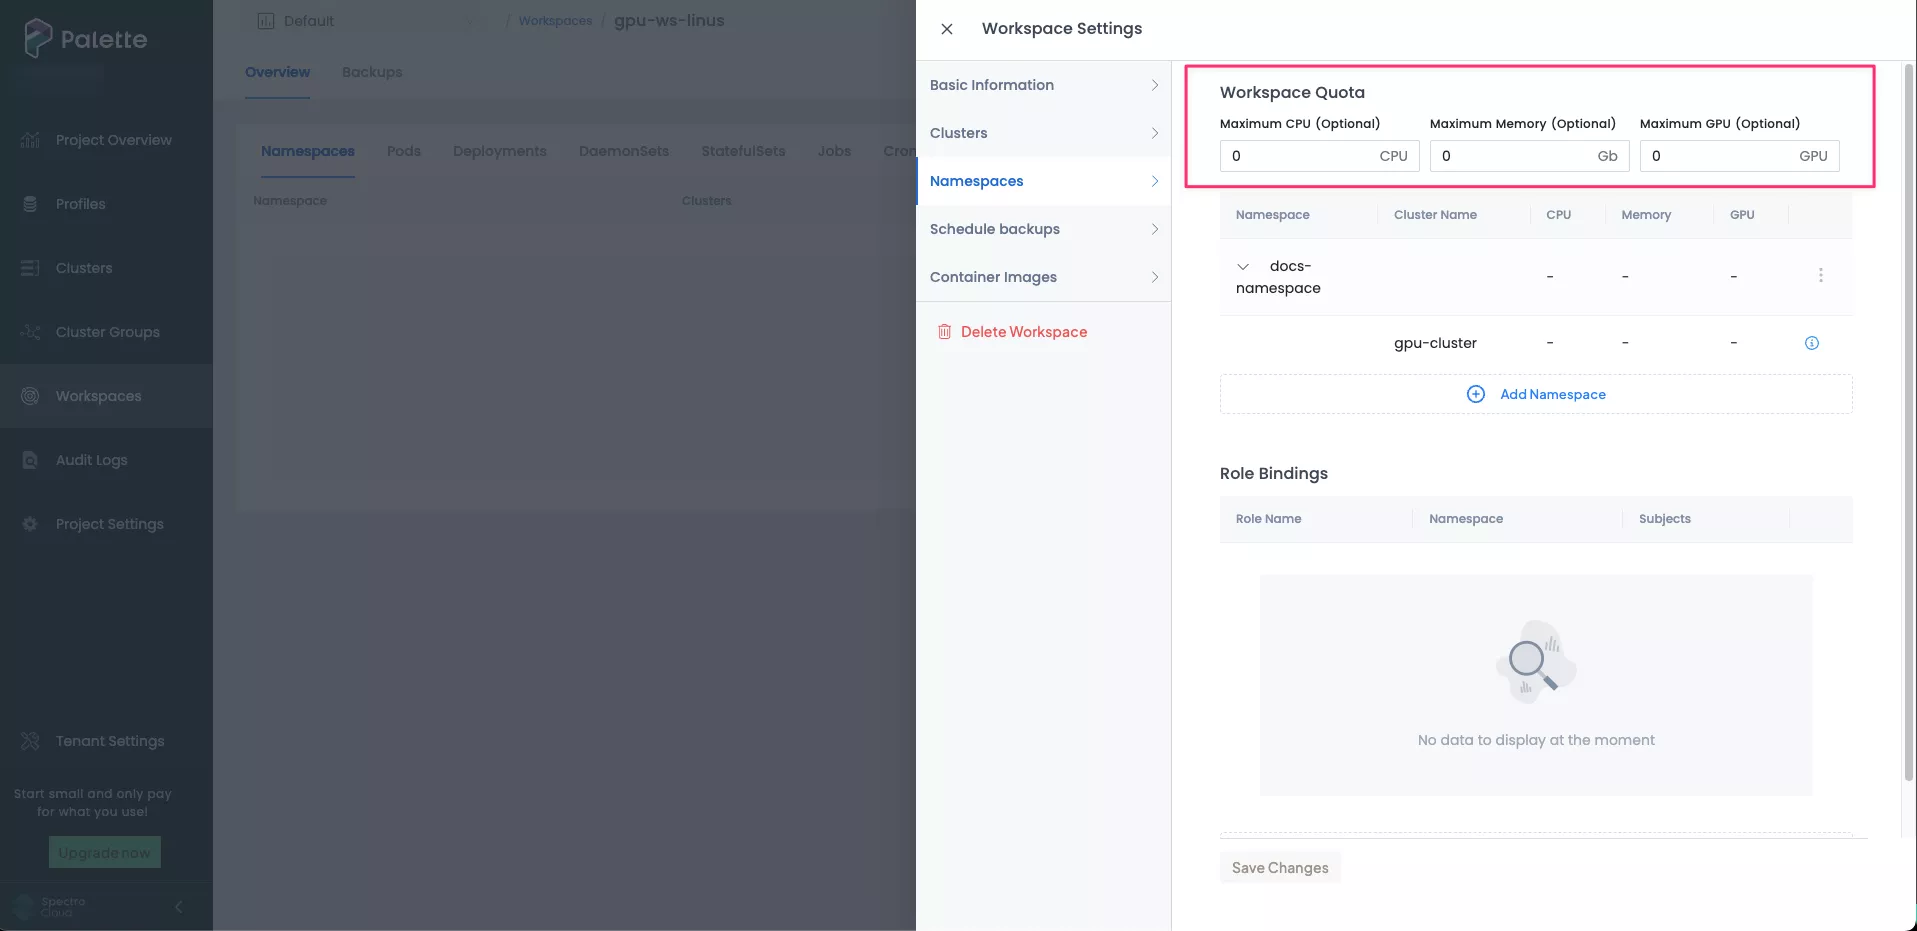 Palette
Project Overview
Profiles
Clusters
Cluster Groups
Workspaces
Audit Logs
Project Settings
Tenant Settings
Start small and only pay
for what you use!
Upgrade now
Spectro
Cloud
Default
/ Workspaces / gpu-ws-linus
Overview Backups
Namespaces Pods Deployments DaemonSets StatefulSets Jobs Cron
Namespace Clusters
Workspace Settings
Basic Information
Clusters
Namespaces
Schedule backups
Container Images
Delete Workspace
Workspace Quota
Maximum CPU (Optional) Maximum Memory (Optional) Maximum GPU (Optional)
0 CPU 0 Gb 0 GPU
Namespace Cluster Name CPU Memory GPU
docs-
namespace - - -
gpu-cluster - - -
Add Namespace
Role Bindings
Role Name Namespace Subjects
No data to display at the moment
Save Changes